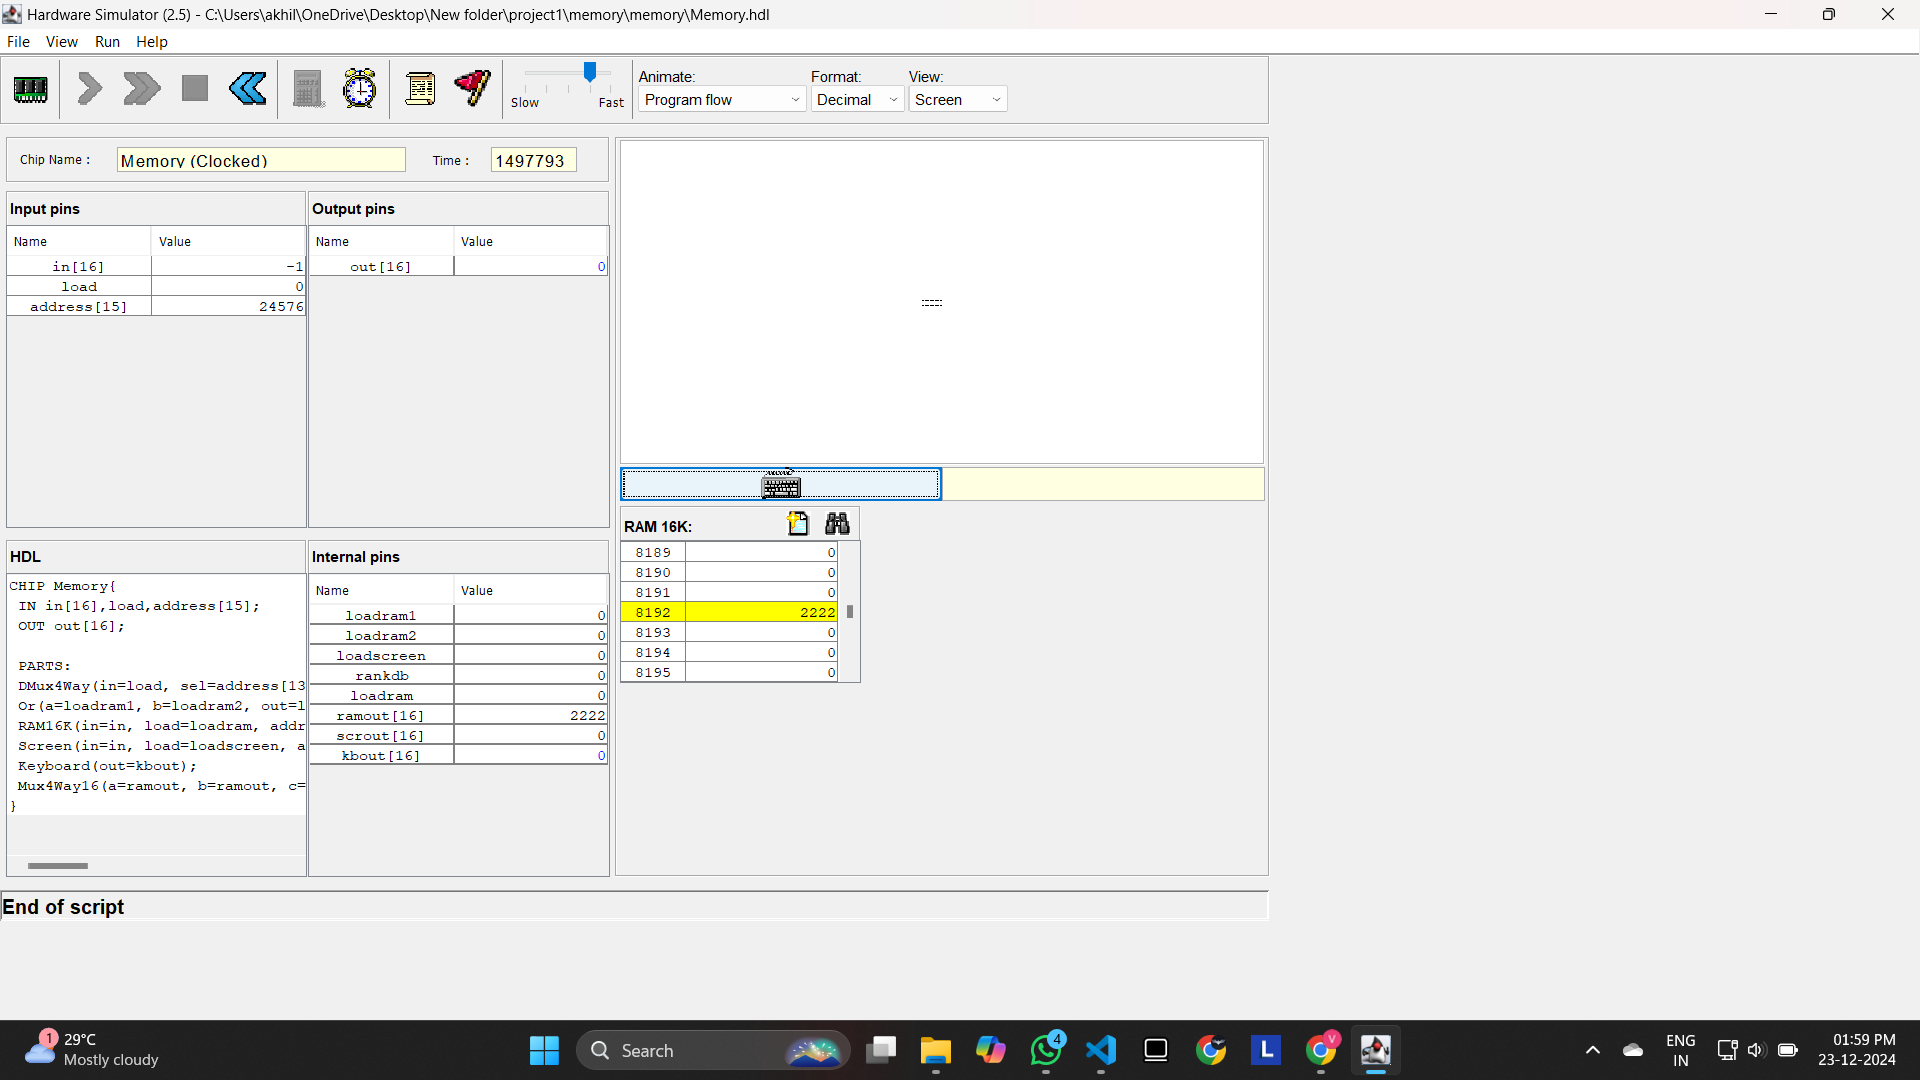 Hardware Simulator (2.5) - C:\Users\akhil\OneDrive\Desktop\New folder\project1\memory\memory\Memory.hdl
File View Run Help
Slow Fast
Animate: Format: View:
Program flow Decimal Screen
Chip Name : Memory (Clocked) Time : 1497793
Input pins
Name Value
in[16] -1
load 0
address[15] 24576
Output pins
Name Value
out[16] 0
HDL
CHIP Memory{
IN in[16],load,address[15];
OUT out[16];
PARTS:
DMux4Way(in=load, sel=address[13
Or(a=loadram1, b=loadram2, out=l
RAM16K(in=in, load=loadram, addr
Screen(in=in, load=loadscreen, a
Keyboard(out=kbout);
Mux4Way16(a=ramout, b=ramout, c=
}
Internal pins
Name Value
loadram1 0
loadram2 0
loadscreen 0
rankdb 0
loadram 0
ramout[16] 2222
scrout[16] 0
kbout[16] 0
RAM 16K:
8189 0
8190 0
8191 0
8192 2222
8193 0
8194 0
8195 0
End of script
1
29°C
Mostly cloudy
Search
4
L
V
ENG
IN
01:59 PM
23-12-2024